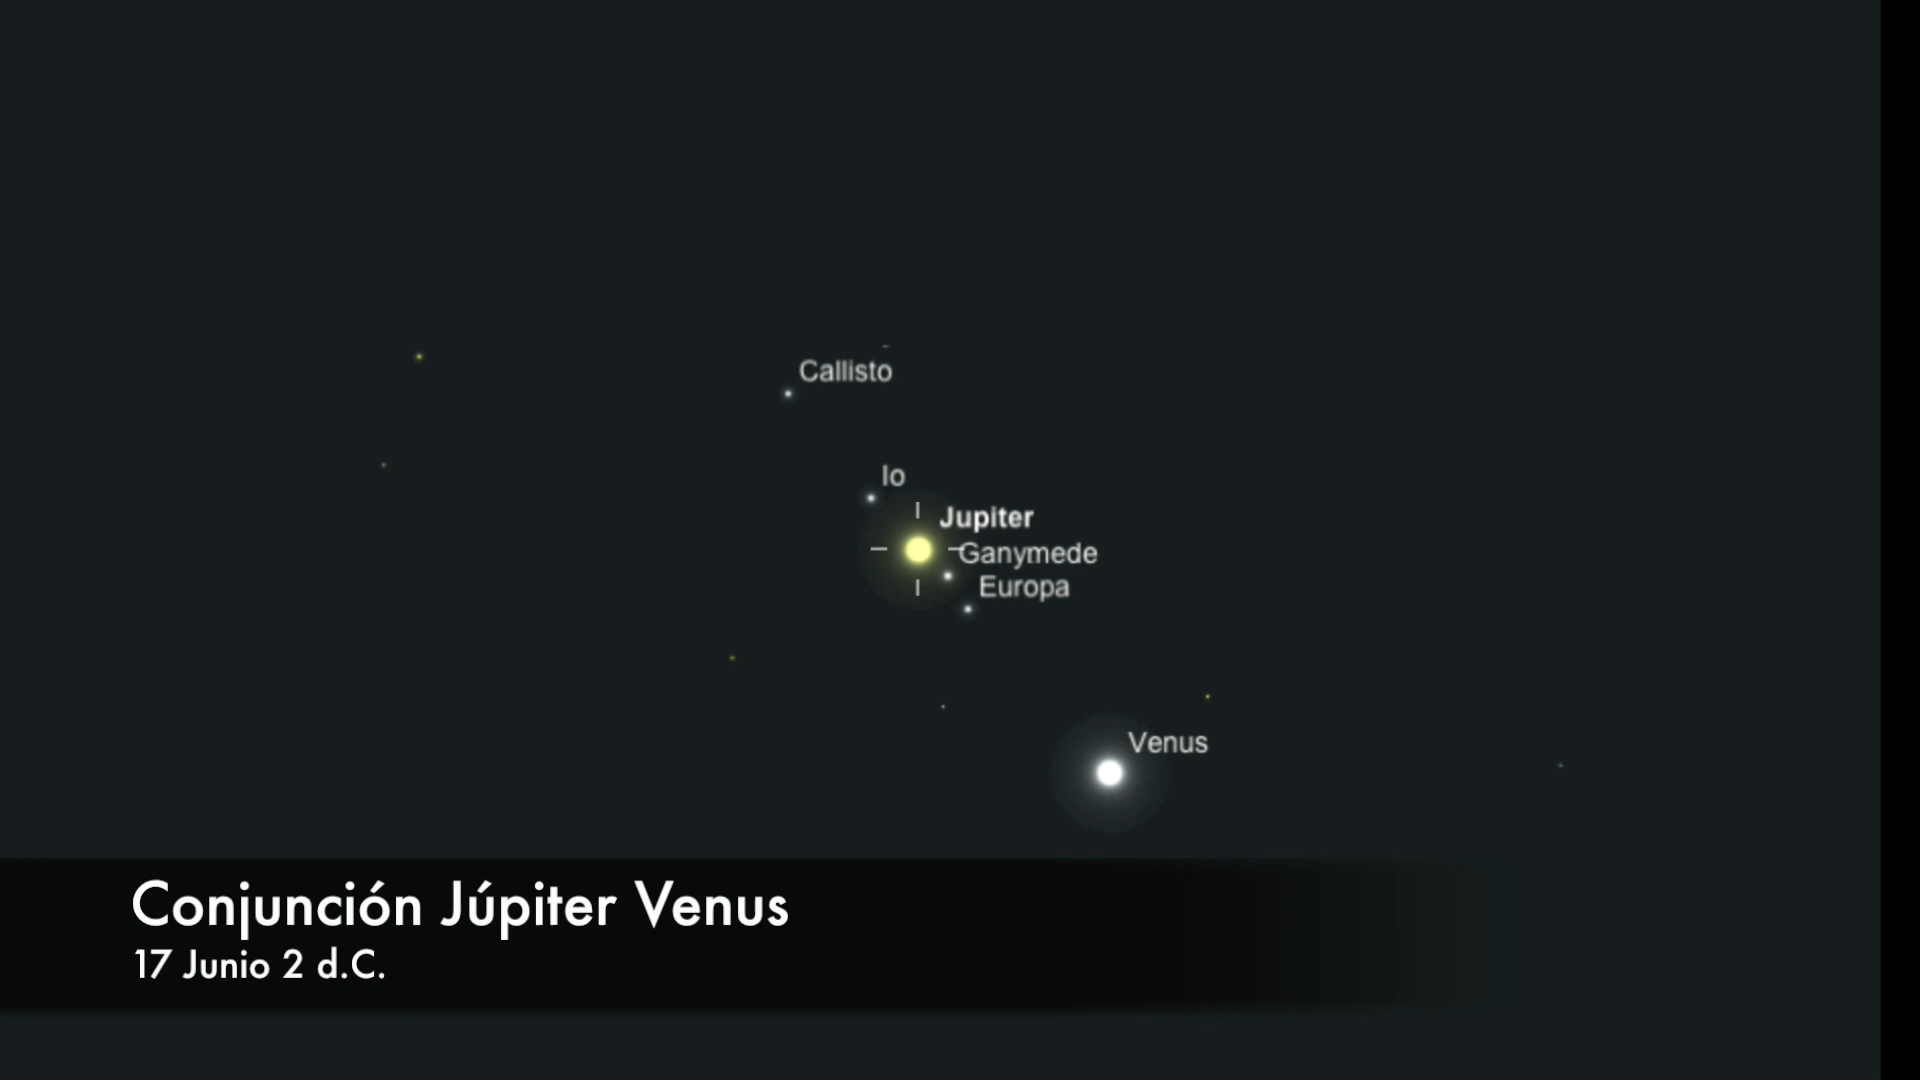 Callisto
Io
Jupiter
Ganymede
Europa
Venus
Conjunción Júpiter Venus
17 Junio 2 d.C.